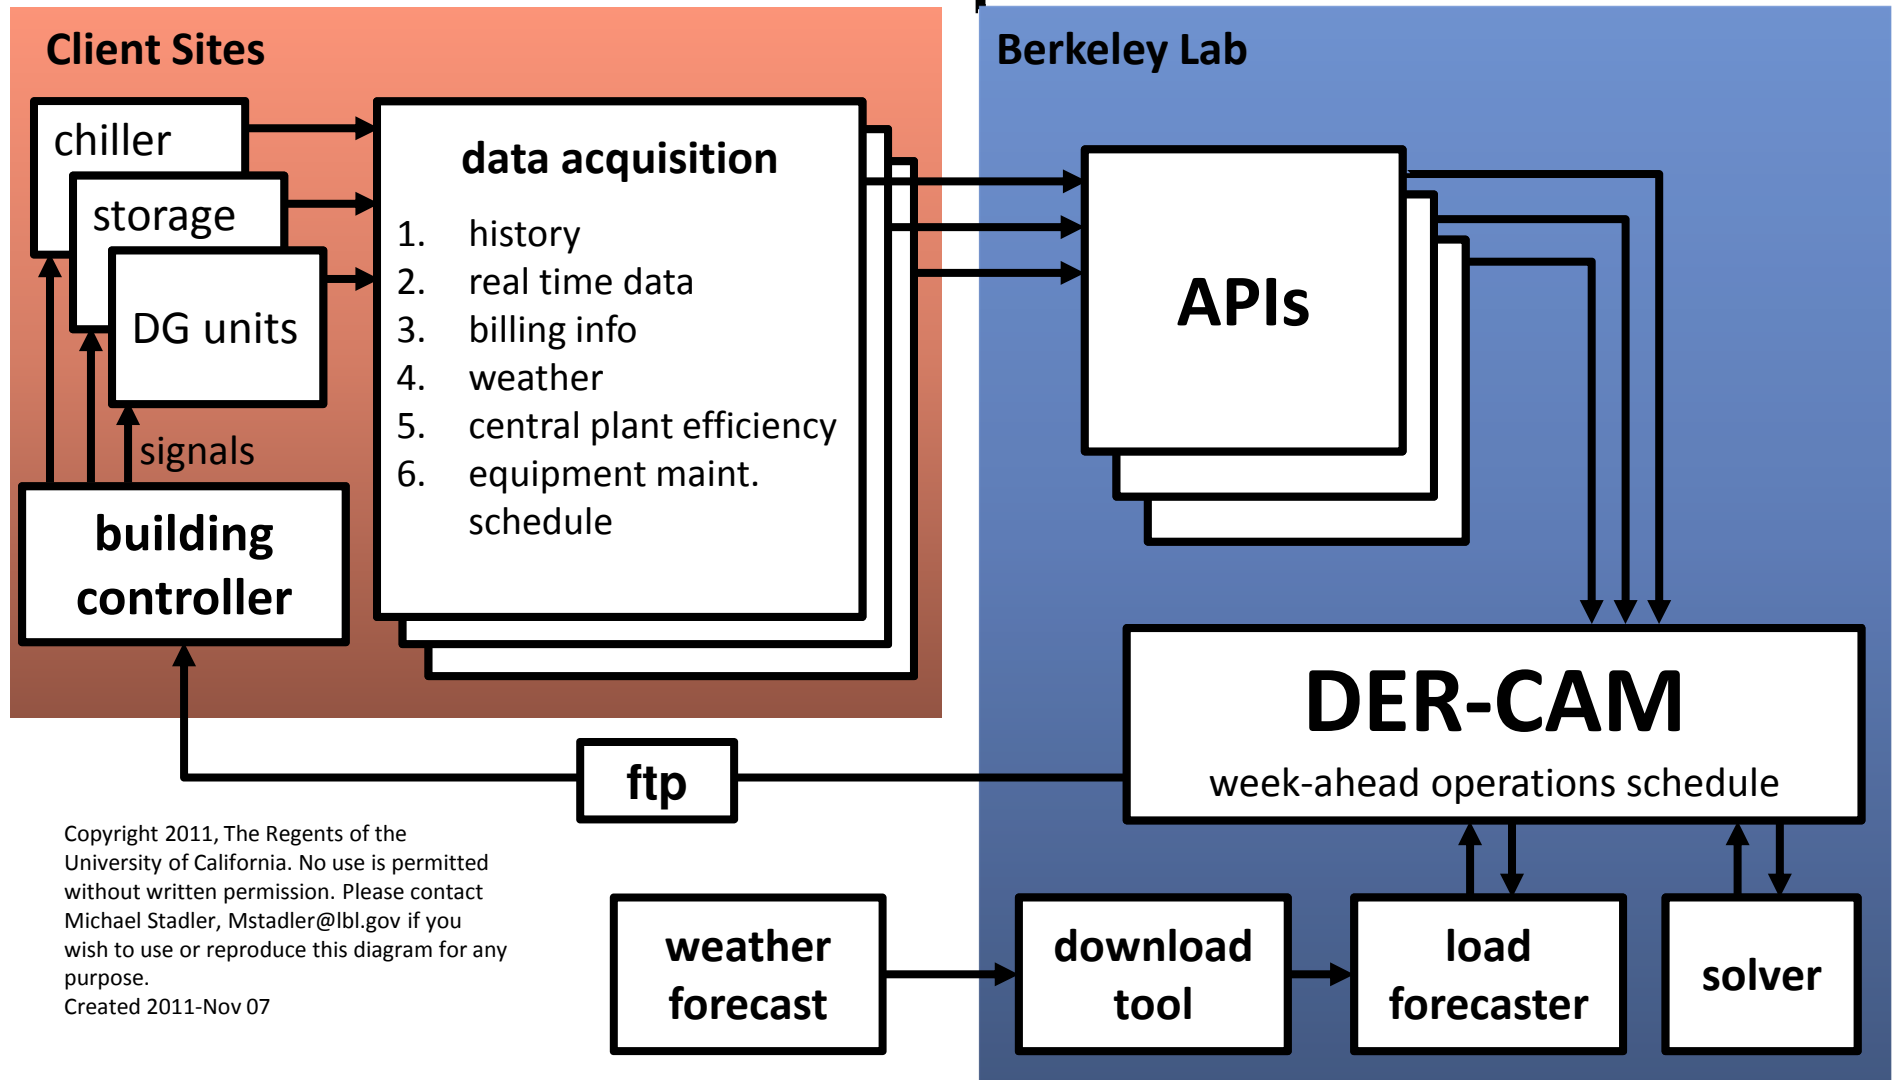 Client Sites
chiller
storage
DG units
signals
building
controller
data acquisition
1. history
2. real time data
3. billing info
4. weather
5. central plant efficiency
6. equipment maint.
schedule
Berkeley Lab
APIs
DER-CAM
week-ahead operations schedule
ftp
weather
forecast
download
tool
load
forecaster
solver
Copyright 2011, The Regents of the
University of California. No use is permitted
without written permission. Please contact
Michael Stadler, Mstadler@lbl.gov if you
wish to use or reproduce this diagram for any
purpose.
Created 2011-Nov 07